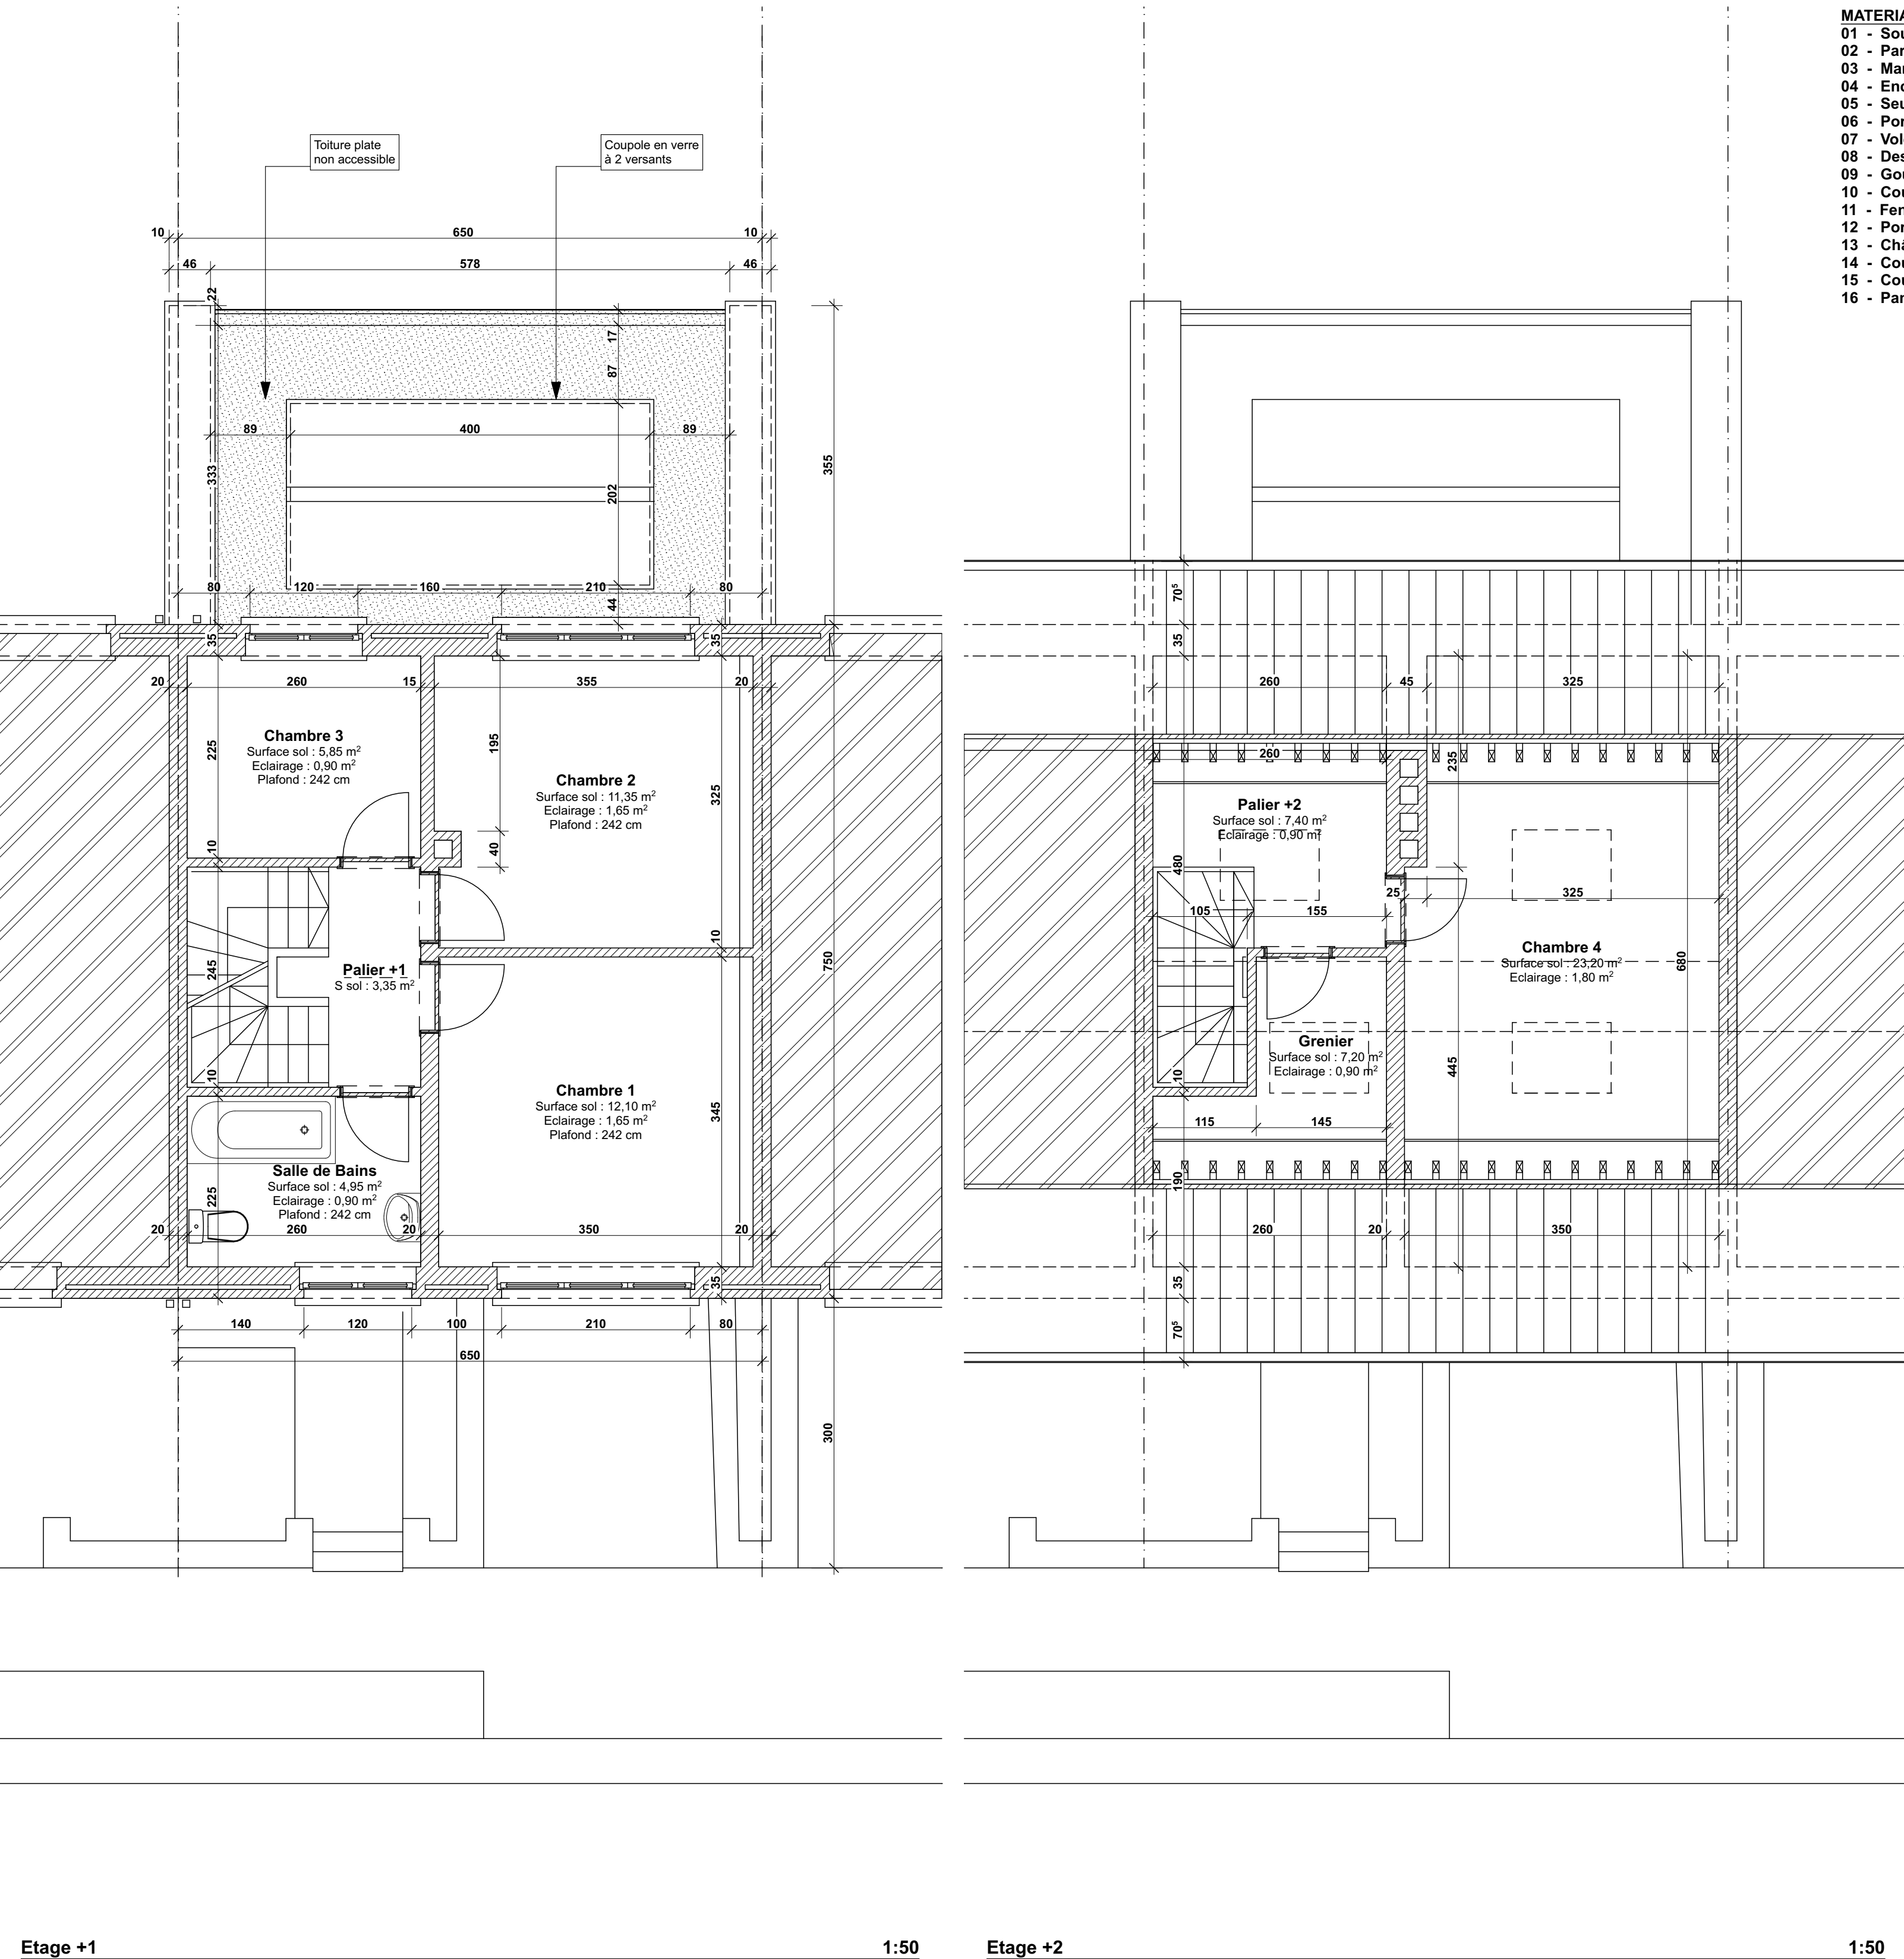 MATERIA
01 - Sou
02 - Par
03 - Mar
04 - Enc
05 - Seu
06 - Por
07 - Vole
08 - Des
09 - Gou
10 - Cou
11 - Fen
12 - Por
13 - Châ
14 - Cou
15 - Cou
16 - Par
Toiture plate
non accessible
Coupole en verre
à 2 versants
10
650
10
46
578
46
22
17
87
89
400
89
333
202
355
80
120
160
210
80
44
35
35
20
260
15
355
20
225
195
325
Chambre 3
Surface sol : 5,85 m²
Eclairage : 0,90 m²
Plafond : 242 cm
Chambre 2
Surface sol : 11,35 m²
Eclairage : 1,65 m²
Plafond : 242 cm
10
40
10
245
750
Palier +1
S sol : 3,35 m²
10
Chambre 1
Surface sol : 12,10 m²
Eclairage : 1,65 m²
Plafond : 242 cm
345
Salle de Bains
Surface sol : 4,95 m²
Eclairage : 0,90 m²
Plafond : 242 cm
225
20
260
20
350
20
35
140
120
100
210
80
650
300
Etage +1
1:50
70⁵
35
260
45
325
260
235
Palier +2
Surface sol : 7,40 m²
Eclairage : 0,90 m²
480
25
325
105
155
Chambre 4
Surface sol : 23,20 m²
Eclairage : 1,80 m²
680
Grenier
Surface sol : 7,20 m²
Eclairage : 0,90 m²
445
10
115
145
190
260
20
350
35
70⁵
Etage +2
1:50